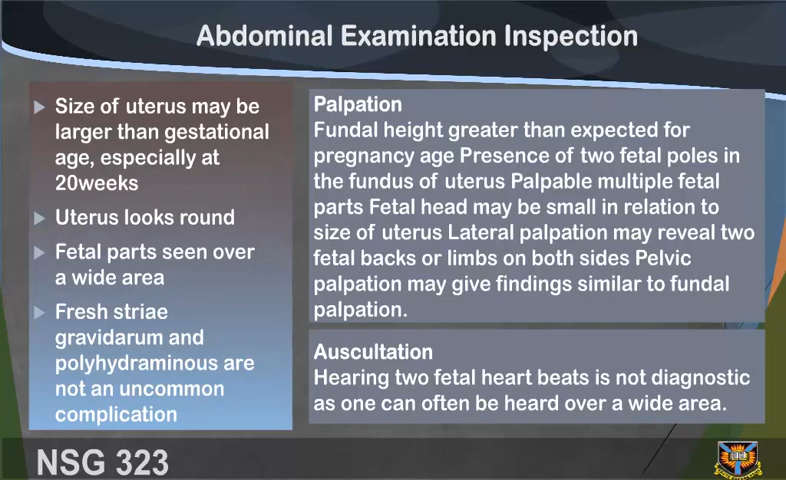 Abdominal Examination Inspection
Size of uterus may be
larger than gestational
age, especially at
20weeks
Uterus looks round
Fetal parts seen over
a wide area
Fresh striae
gravidarum and
polyhydraminous are
not an uncommon
complication
Palpation
Fundal height greater than expected for
pregnancy age Presence of two fetal poles in
the fundus of uterus Palpable multiple fetal
parts Fetal head may be small in relation to
size of uterus Lateral palpation may reveal two
fetal backs or limbs on both sides Pelvic
palpation may give findings similar to fundal
palpation.
Auscultation
Hearing two fetal heart beats is not diagnostic
as one can often be heard over a wide area.
NSG 323